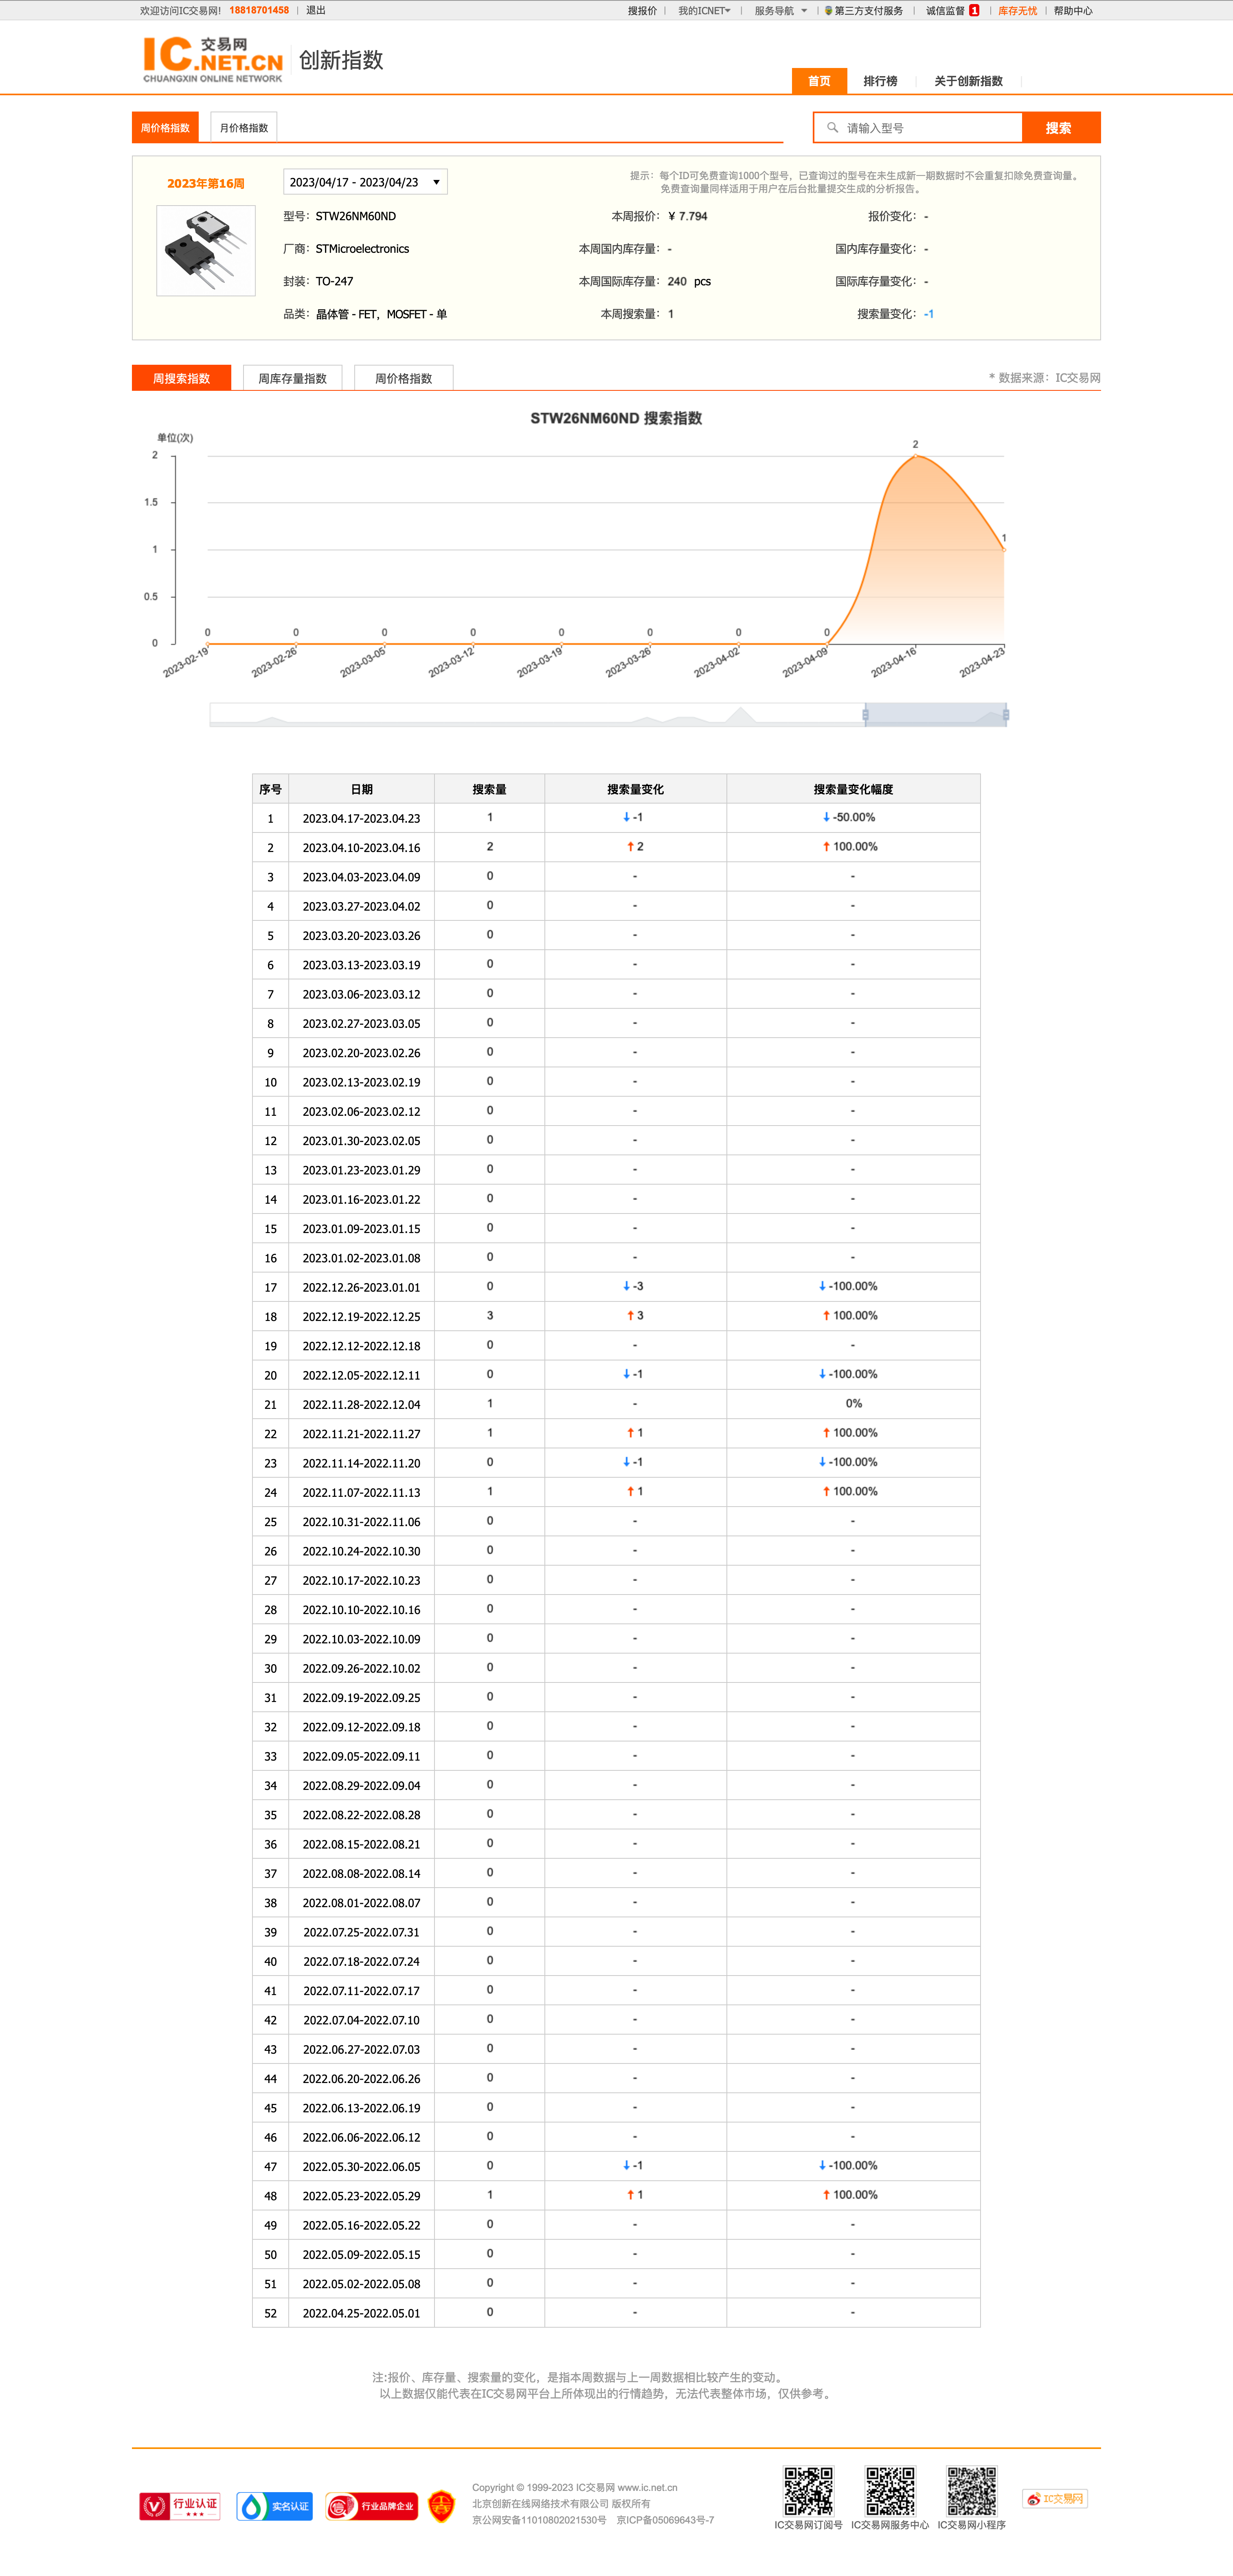 欢迎访问IC交易网! 18818701458 | 退出 搜报价 | 我的ICNET | 服务导航 | 第三方支付服务 | 诚信监督 1 | 库存无忧 | 帮助中心
IC交易网 .NET.CN 创新指数
CHUANGXIN ONLINE NETWORK
首页 排行榜 关于创新指数
周价格指数 月价格指数 请输入型号 搜索
2023年第16周 2023/04/17 - 2023/04/23 提示：每个ID可免费查询1000个型号，已查询过的型号在未生成新一期数据时不会重复扣除免费查询量。
免费查询量同样适用于用户在后台批量提交生成的分析报告。
型号：STW26NM60ND 本周报价：¥ 7.794 报价变化：-
厂商：STMicroelectronics 本周国内库存量：- 国内库存量变化：-
封装：TO-247 本周国际库存量：240 pcs 国际库存量变化：-
品类：晶体管 - FET，MOSFET - 单 本周搜索量：1 搜索量变化：-1
周搜索指数 周库存量指数 周价格指数 * 数据来源：IC交易网
STW26NM60ND 搜索指数
单位(次)
2
2
1.5
1
1
0.5
0 0 0 0 0 0 0 0
0
2023-02-19 2023-02-26 2023-03-05 2023-03-12 2023-03-19 2023-03-26 2023-04-02 2023-04-09 2023-04-16 2023-04-23
序号 日期 搜索量 搜索量变化 搜索量变化幅度
1 2023.04.17-2023.04.23 1 ↓ -1 ↓ -50.00%
2 2023.04.10-2023.04.16 2 ↑ 2 ↑ 100.00%
3 2023.04.03-2023.04.09 0 - -
4 2023.03.27-2023.04.02 0 - -
5 2023.03.20-2023.03.26 0 - -
6 2023.03.13-2023.03.19 0 - -
7 2023.03.06-2023.03.12 0 - -
8 2023.02.27-2023.03.05 0 - -
9 2023.02.20-2023.02.26 0 - -
10 2023.02.13-2023.02.19 0 - -
11 2023.02.06-2023.02.12 0 - -
12 2023.01.30-2023.02.05 0 - -
13 2023.01.23-2023.01.29 0 - -
14 2023.01.16-2023.01.22 0 - -
15 2023.01.09-2023.01.15 0 - -
16 2023.01.02-2023.01.08 0 - -
17 2022.12.26-2023.01.01 0 ↓ -3 ↓ -100.00%
18 2022.12.19-2022.12.25 3 ↑ 3 ↑ 100.00%
19 2022.12.12-2022.12.18 0 - -
20 2022.12.05-2022.12.11 0 ↓ -1 ↓ -100.00%
21 2022.11.28-2022.12.04 1 - 0%
22 2022.11.21-2022.11.27 1 ↑ 1 ↑ 100.00%
23 2022.11.14-2022.11.20 0 ↓ -1 ↓ -100.00%
24 2022.11.07-2022.11.13 1 ↑ 1 ↑ 100.00%
25 2022.10.31-2022.11.06 0 - -
26 2022.10.24-2022.10.30 0 - -
27 2022.10.17-2022.10.23 0 - -
28 2022.10.10-2022.10.16 0 - -
29 2022.10.03-2022.10.09 0 - -
30 2022.09.26-2022.10.02 0 - -
31 2022.09.19-2022.09.25 0 - -
32 2022.09.12-2022.09.18 0 - -
33 2022.09.05-2022.09.11 0 - -
34 2022.08.29-2022.09.04 0 - -
35 2022.08.22-2022.08.28 0 - -
36 2022.08.15-2022.08.21 0 - -
37 2022.08.08-2022.08.14 0 - -
38 2022.08.01-2022.08.07 0 - -
39 2022.07.25-2022.07.31 0 - -
40 2022.07.18-2022.07.24 0 - -
41 2022.07.11-2022.07.17 0 - -
42 2022.07.04-2022.07.10 0 - -
43 2022.06.27-2022.07.03 0 - -
44 2022.06.20-2022.06.26 0 - -
45 2022.06.13-2022.06.19 0 - -
46 2022.06.06-2022.06.12 0 - -
47 2022.05.30-2022.06.05 0 ↓ -1 ↓ -100.00%
48 2022.05.23-2022.05.29 1 ↑ 1 ↑ 100.00%
49 2022.05.16-2022.05.22 0 - -
50 2022.05.09-2022.05.15 0 - -
51 2022.05.02-2022.05.08 0 - -
52 2022.04.25-2022.05.01 0 - -
注:报价、库存量、搜索量的变化，是指本周数据与上一周数据相比较产生的变动。
以上数据仅能代表在IC交易网平台上所体现出的行情趋势，无法代表整体市场，仅供参考。
Copyright © 1999-2023 IC交易网 www.ic.net.cn
行业认证 实名认证 行业品牌企业 北京创新在线网络技术有限公司 版权所有 IC交易网
京公网安备11010802021530号 京ICP备05069643号-7
IC交易网订阅号 IC交易网服务中心 IC交易网小程序